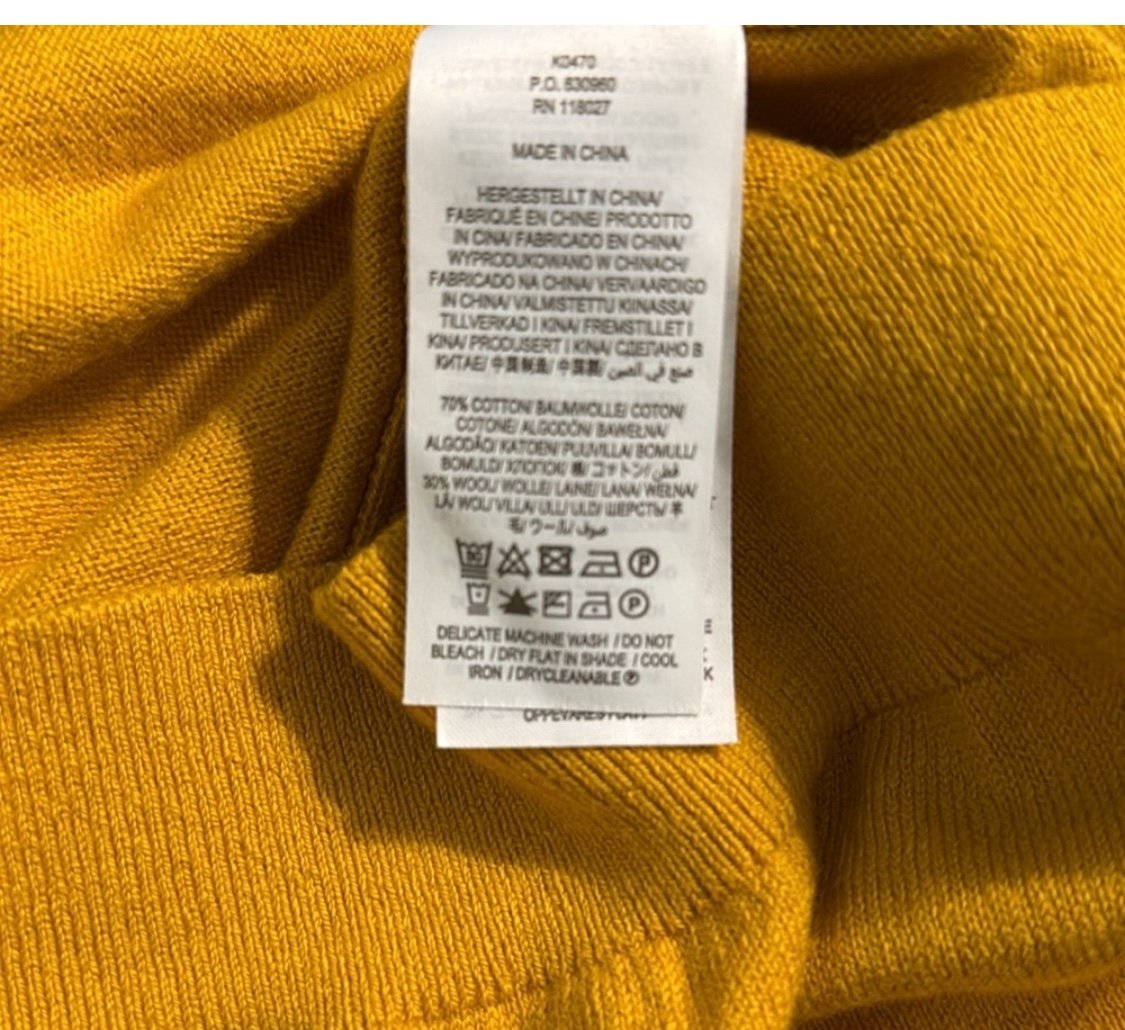 K0470
P.O. 630960
RN 118027
MADE IN CHINA
HERGESTELLT IN CHINA/
FABRIQUÉ EN CHINE/ PRODOTTO
IN CINA/ FABRICADO EN CHINA/
WYPRODUKOWANO W CHINACH/
FABRICADO NA CHINA/ VERVAARDIGD
IN CHINA/ VALMISTETTU KIINASSA/
TILLVERKAD I KINA/ FREMSTILLET I
KINA/ PRODUSERT I KINA/ СДЕЛАНО В
КИТАЕ/ 中国制造/ 中国製/ صنع في الصين
70% COTTON/ BAUMWOLLE/ COTON/
COTONE/ ALGODÓN/ BAWEŁNA/
ALGODÃO/ KATOEN/ PUUVILLA/ BOMULL/
BOMULD/ ХЛОПОК/ 棉/ コットン/ قطن/
30% WOOL/ WOLLE/ LAINE/ LANA/ WEŁNA/
LÃ/ WOL/ VILLA/ ULL/ ULD/ ШЕРСТЬ/ 羊
毛/ ウール/ صوف/
P
P
DELICATE MACHINE WASH / DO NOT
BLEACH / DRY FLAT IN SHADE / COOL
IRON / DRYCLEANABLE Ⓟ
K